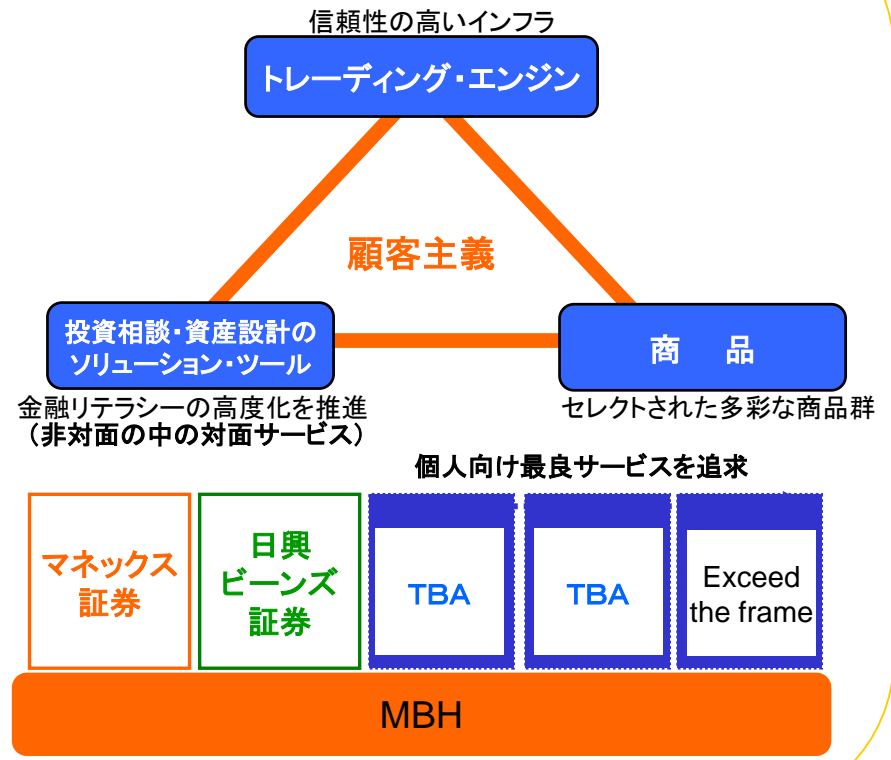 信頼性の高いインフラ
トレーディング・エンジン
顧客主義
投資相談・資産設計の
ソリューション・ツール
商　品
金融リテラシーの高度化を推進
（非対面の中の対面サービス）
セレクトされた多彩な商品群
個人向け最良サービスを追求
マネックス
証券
日興
ビーンズ
証券
TBA
TBA
Exceed
the frame
MBH